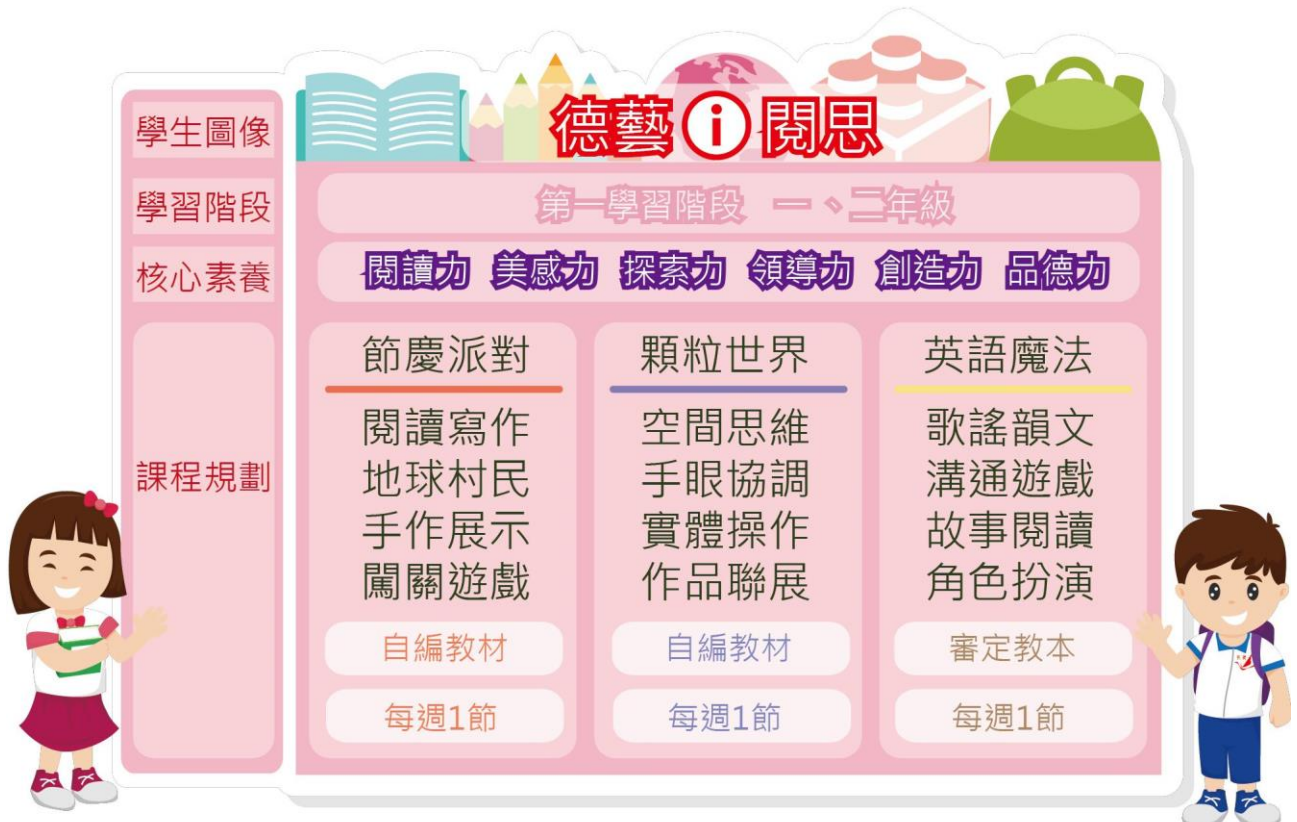 學生圖像
德藝 i 閱思
學習階段
第一學習階段 一、二年級
核心素養
閱讀力 美感力 探索力 領導力 創造力 品德力
課程規劃
節慶派對
閱讀寫作
地球村民
手作展示
闖關遊戲
自編教材
每週1節
顆粒世界
空間思維
手眼協調
實體操作
作品聯展
自編教材
每週1節
英語魔法
歌謠韻文
溝通遊戲
故事閱讀
角色扮演
審定教本
每週1節